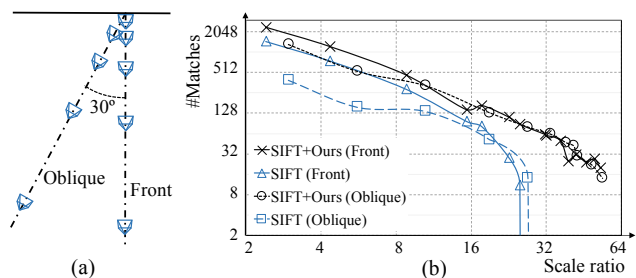 (a)
30º
Oblique
Front
#Matches
2048
512
128
32
8
2
SIFT+Ours (Front)
SIFT (Front)
SIFT+Ours (Oblique)
SIFT (Oblique)
2 4 8 16 32 64
(b) Scale ratio